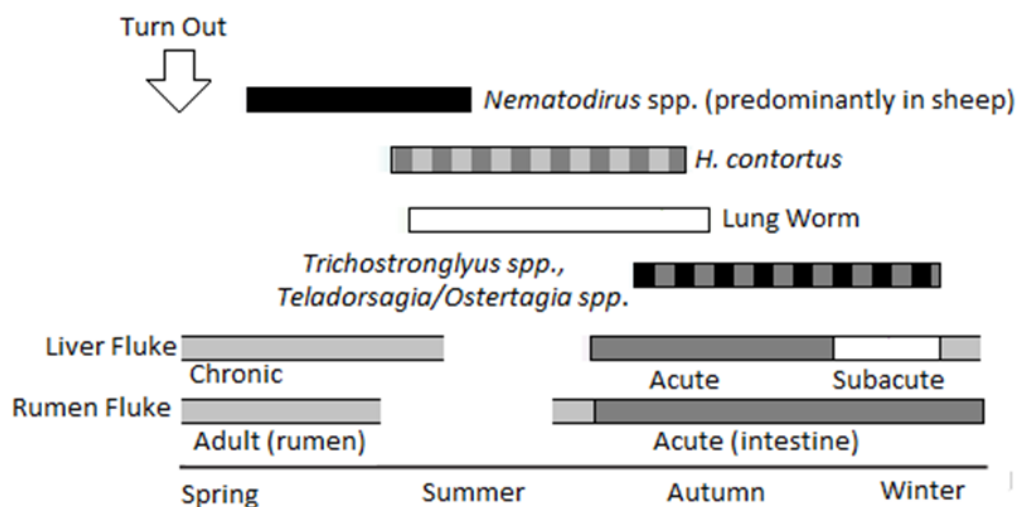 Turn Out
Nematodirus spp. (predominantly in sheep)
H. contortus
Lung Worm
Trichostronglyus spp.,
Teladorsagia/Ostertagia spp.
Liver Fluke
Chronic
Acute
Subacute
Rumen Fluke
Adult (rumen)
Acute (intestine)
Spring
Summer
Autumn
Winter